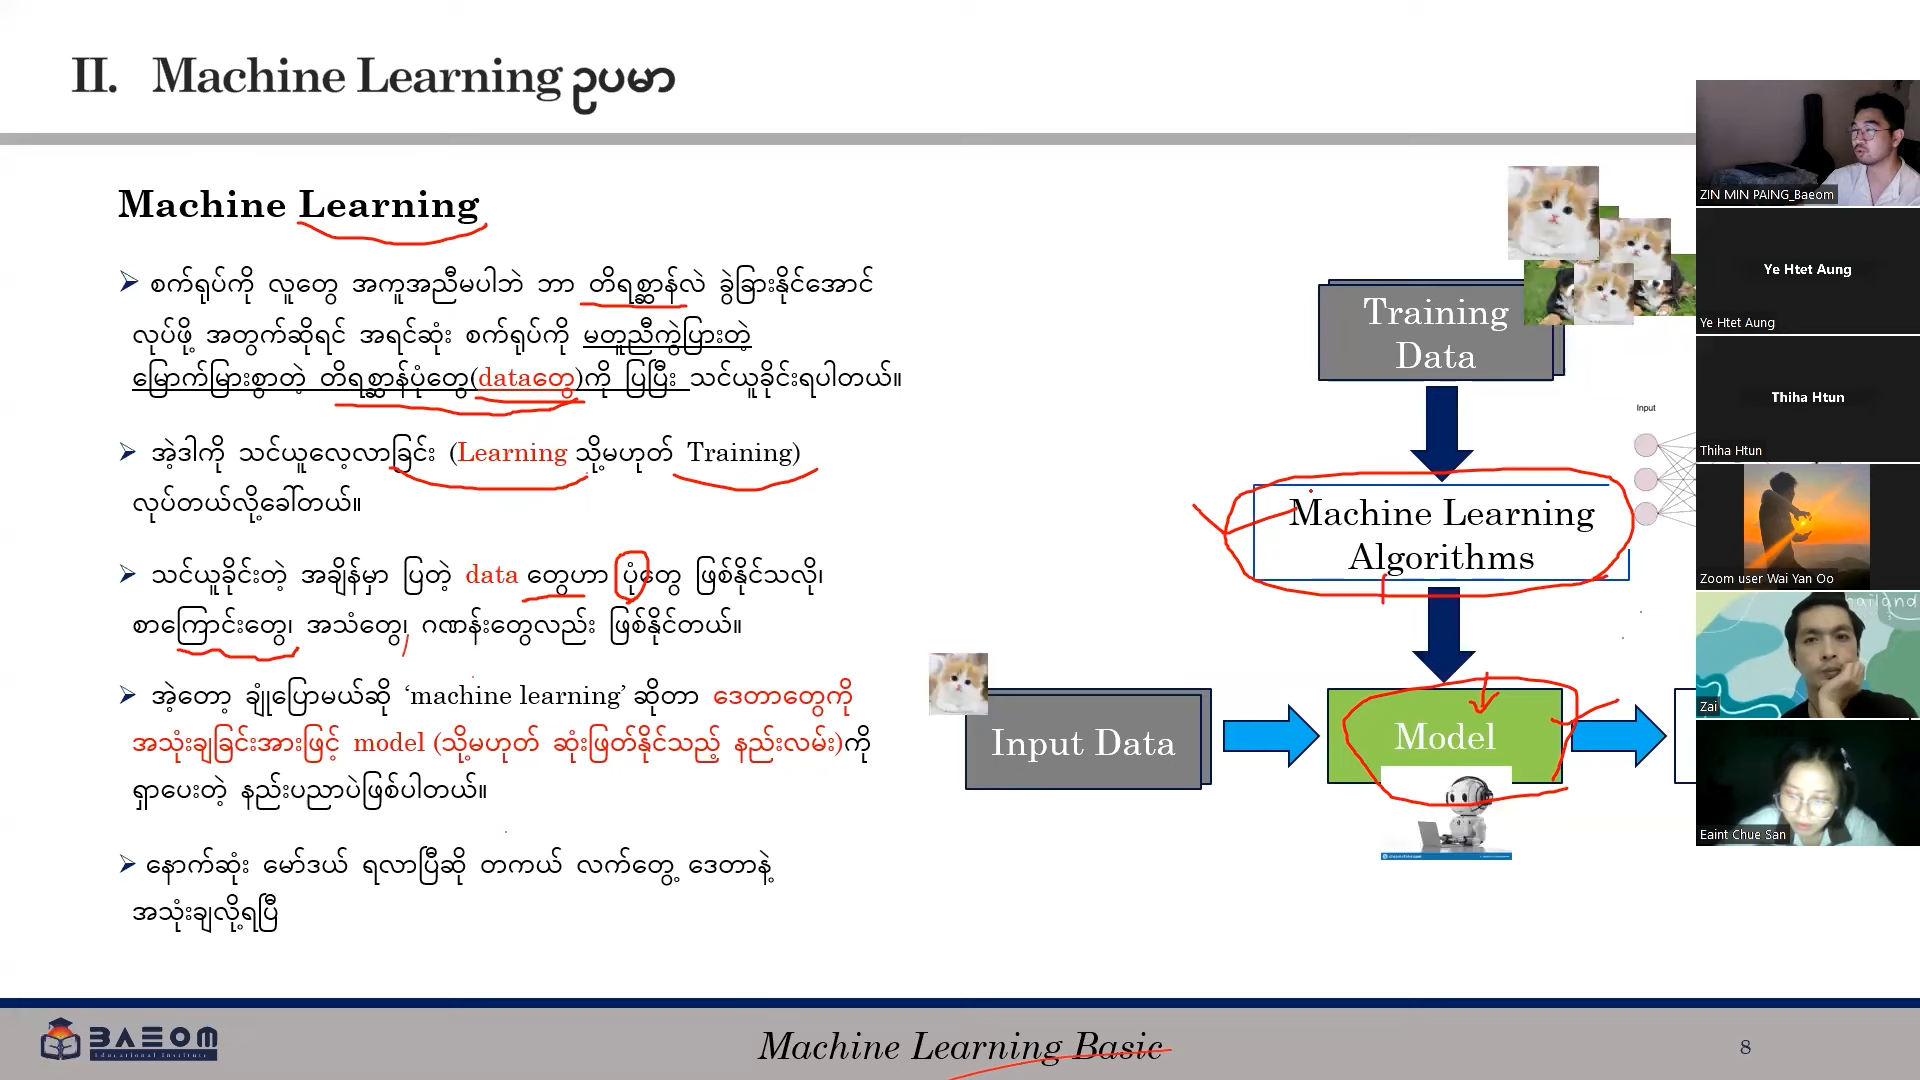 II. Machine Learning ဥပမာ
Machine Learning
စက်ရုပ်ကို လူတွေ အကူအညီမပါဘဲ ဘာ တိရစ္ဆာန်လဲ ခွဲခြားနိုင်အောင်
လုပ်ဖို့ အတွက်ဆိုရင် အရင်ဆုံး စက်ရုပ်ကို မတူညီကွဲပြားတဲ့
မြောက်မြားစွာတဲ့ တိရစ္ဆာန်ပုံတွေ(dataတွေ)ကို ပြပြီး သင်ယူခိုင်းရပါတယ်။
အဲ့ဒါကို သင်ယူလေ့လာခြင်း (Learning သို့မဟုတ် Training)
လုပ်တယ်လို့ခေါ်တယ်။
သင်ယူခိုင်းတဲ့ အချိန်မှာ ပြတဲ့ data တွေဟာ ပုံတွေ ဖြစ်နိုင်သလို၊
စာကြောင်းတွေ၊ အသံတွေ၊ ဂဏန်းတွေလည်း ဖြစ်နိုင်တယ်။
အဲ့တော့ ချုံပြောမယ်ဆို ‘machine learning’ ဆိုတာ ဒေတာတွေကို
အသုံးချခြင်းအားဖြင့် model (သို့မဟုတ် ဆုံးဖြတ်နိုင်သည့် နည်းလမ်း)ကို
ရှာပေးတဲ့ နည်းပညာပဲဖြစ်ပါတယ်။
နောက်ဆုံး မော်ဒယ် ရလာပြီဆို တကယ် လက်တွေ့ ဒေတာနဲ့
အသုံးချလို့ရပြီ
Training
Data
Input
Machine Learning
Algorithms
Input Data
Model
ZIN MIN PAING_Baeom
Ye Htet Aung
Ye Htet Aung
Thiha Htun
Thiha Htun
Zoom user Wai Yan Oo
ailand
Zai
Eaint Chue San
BAEOM
Educational Institute
Machine Learning Basic
8